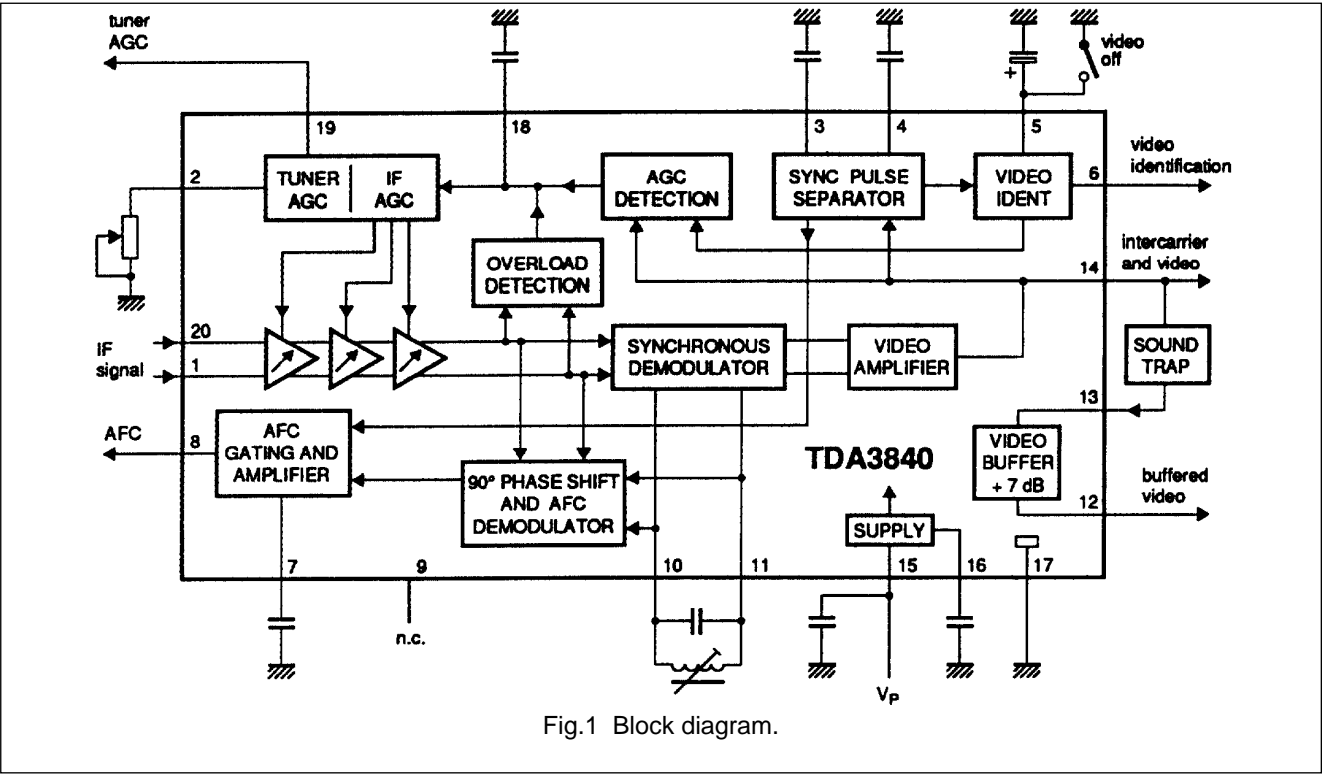 tuner
AGC
video
off
+
19
18
3
4
5
video
identification
2
TUNER
AGC
IF
AGC
AGC
DETECTION
SYNC PULSE
SEPARATOR
VIDEO
IDENT
6
OVERLOAD
DETECTION
intercarrier
and video
14
20
IF
signal
1
SYNCHRONOUS
DEMODULATOR
VIDEO
AMPLIFIER
SOUND
TRAP
13
AFC
8
AFC
GATING AND
AMPLIFIER
90° PHASE SHIFT
AND AFC
DEMODULATOR
TDA3840
VIDEO
BUFFER
+ 7 dB
buffered
video
12
SUPPLY
7
9
10
11
15
16
17
n.c.
VP
Fig.1 Block diagram.